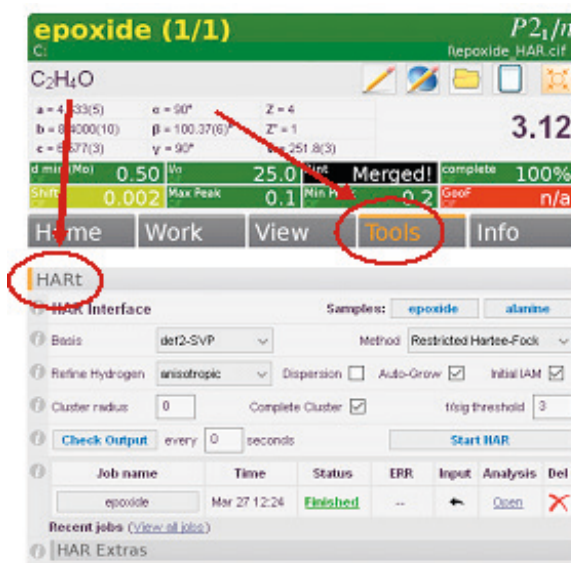 epoxide (1/1) P2₁/n
C: f\epoxide_HAR.cif
C₂H₄O
a = 4. 33(5) α = 90° Z = 4
b = 8.4000(10) β = 100.37(6)° Z' = 1
c = 6. 577(3) γ = 90° 251.8(3)
3.12
d min (Mo) 0.50 I/σ 25.0 Rint Merged! complete 100%
Shift 0.002 Max Peak 0.1 Min 0.2 GooF n/a
Home Work View Tools Info
HARt
HAR Interface Samples: epoxide alanine
Basis def2-SVP Method Restricted Hartee-Fock
Refine Hydrogen anisotropic Dispersion Auto-Grow Initial IAM
Cluster radius 0 Complete Cluster f/sig threshold 3
Check Output every 0 seconds Start HAR
Job name Time Status ERR Input Analysis Del
epoxide Mar 27 12:24 Finished -- Open
Recent jobs (View all jobs)
HAR Extras